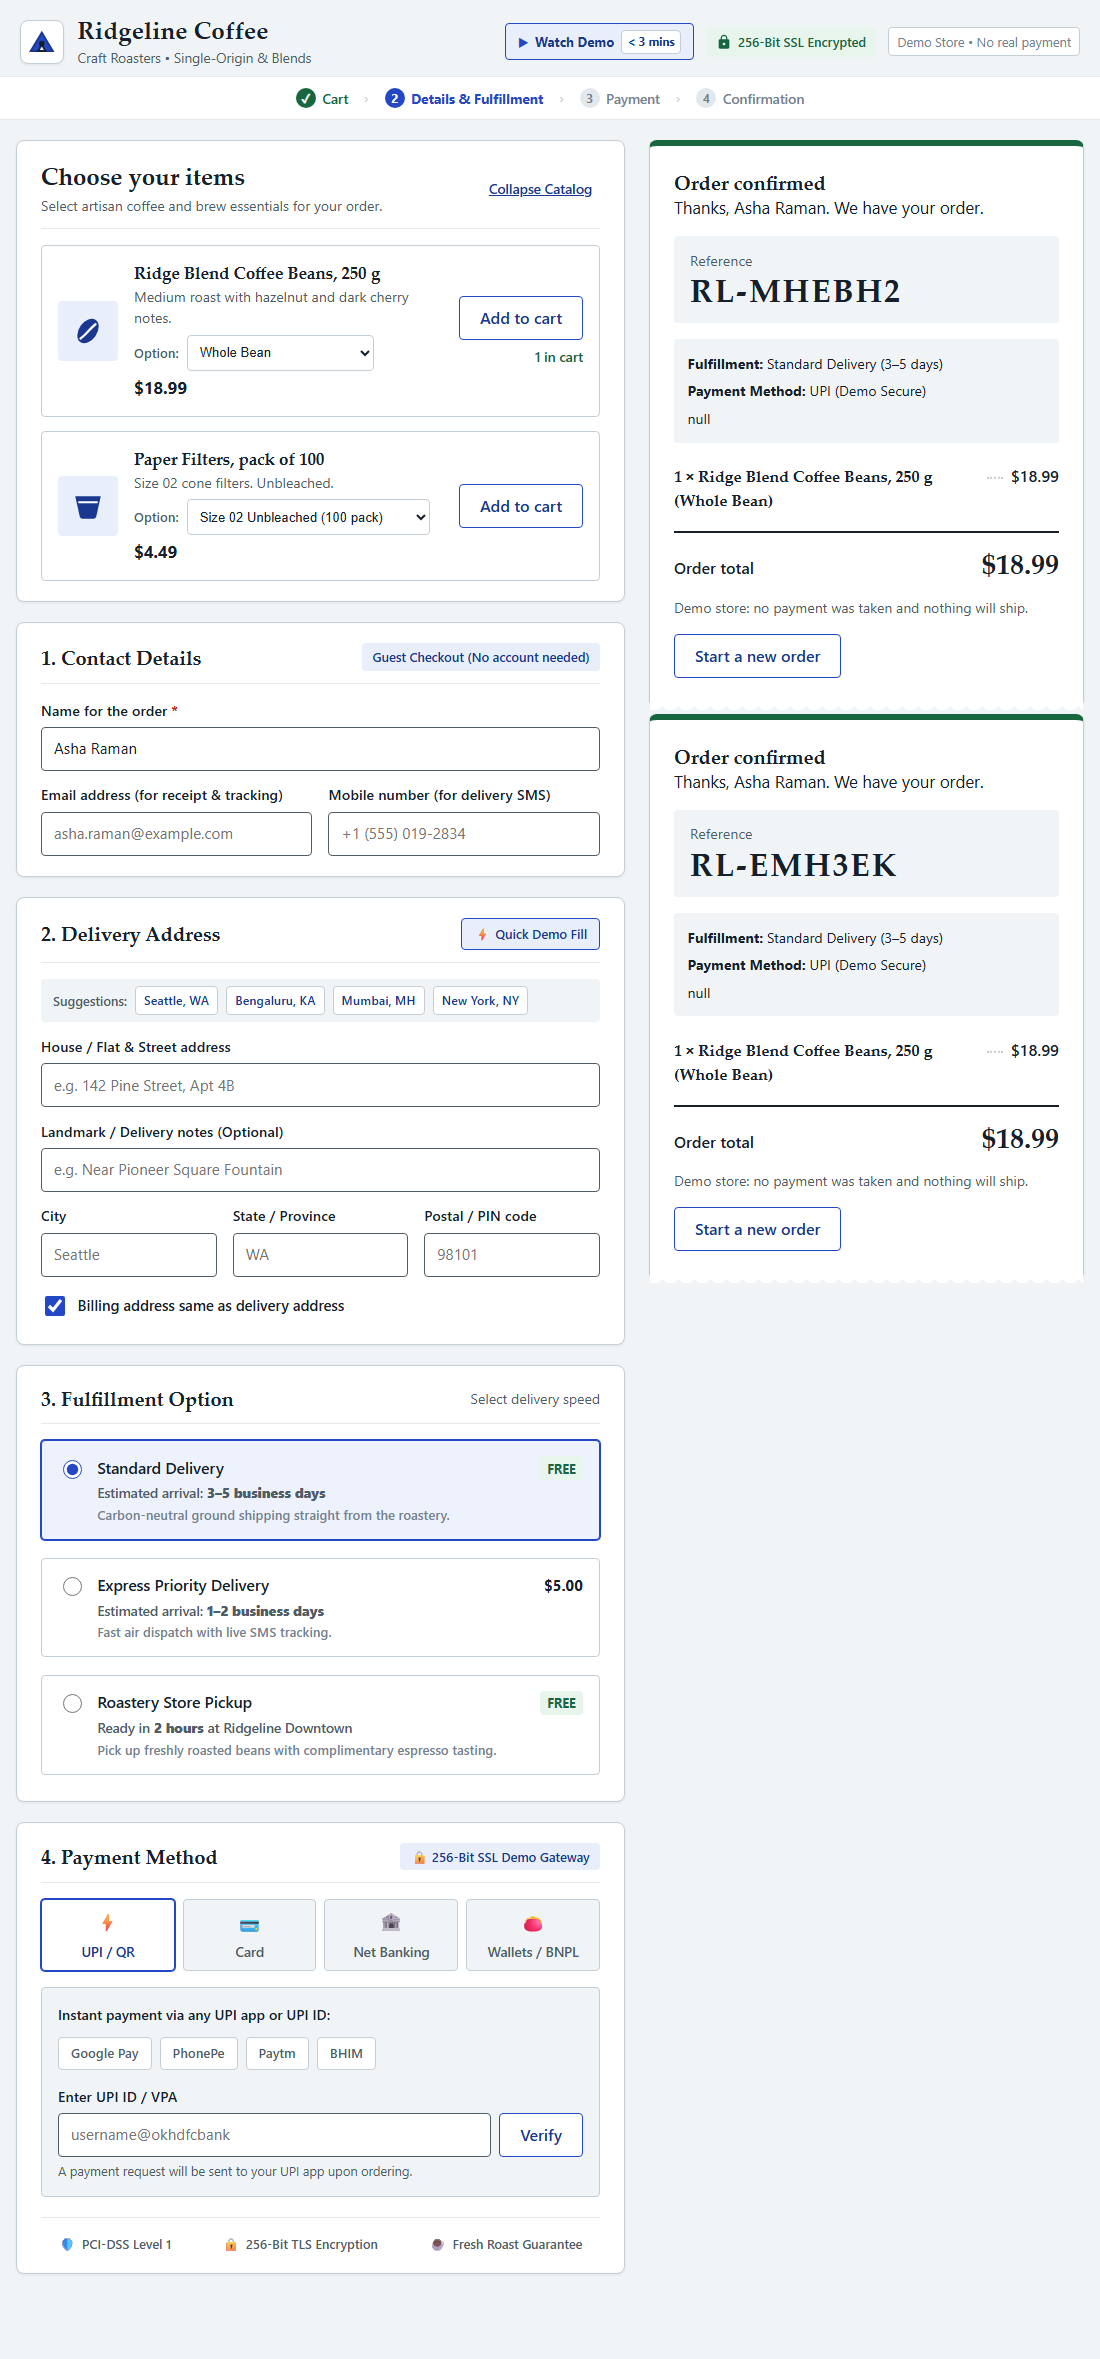 Ridgeline Coffee
Craft Roasters • Single-Origin & Blends
Watch Demo < 3 mins
256-Bit SSL Encrypted
Demo Store • No real payment
Cart
2 Details & Fulfillment
3 Payment
4 Confirmation
Choose your items
Select artisan coffee and brew essentials for your order.
Collapse Catalog
Ridge Blend Coffee Beans, 250 g
Medium roast with hazelnut and dark cherry
notes.
Option: Whole Bean
$18.99
Add to cart
1 in cart
Paper Filters, pack of 100
Size 02 cone filters. Unbleached.
Option: Size 02 Unbleached (100 pack)
$4.49
Add to cart
1. Contact Details
Guest Checkout (No account needed)
Name for the order *
Asha Raman
Email address (for receipt & tracking)
asha.raman@example.com
Mobile number (for delivery SMS)
+1 (555) 019-2834
2. Delivery Address
Quick Demo Fill
Suggestions: Seattle, WA Bengaluru, KA Mumbai, MH New York, NY
House / Flat & Street address
e.g. 142 Pine Street, Apt 4B
Landmark / Delivery notes (Optional)
e.g. Near Pioneer Square Fountain
City
Seattle
State / Province
WA
Postal / PIN code
98101
Billing address same as delivery address
3. Fulfillment Option
Select delivery speed
Standard Delivery
FREE
Estimated arrival: 3–5 business days
Carbon-neutral ground shipping straight from the roastery.
Express Priority Delivery
$5.00
Estimated arrival: 1–2 business days
Fast air dispatch with live SMS tracking.
Roastery Store Pickup
FREE
Ready in 2 hours at Ridgeline Downtown
Pick up freshly roasted beans with complimentary espresso tasting.
4. Payment Method
256-Bit SSL Demo Gateway
UPI / QR
Card
Net Banking
Wallets / BNPL
Instant payment via any UPI app or UPI ID:
Google Pay PhonePe Paytm BHIM
Enter UPI ID / VPA
username@okhdfcbank
Verify
A payment request will be sent to your UPI app upon ordering.
PCI-DSS Level 1
256-Bit TLS Encryption
Fresh Roast Guarantee
Order confirmed
Thanks, Asha Raman. We have your order.
Reference
RL-MHEBH2
Fulfillment: Standard Delivery (3–5 days)
Payment Method: UPI (Demo Secure)
null
1 × Ridge Blend Coffee Beans, 250 g $18.99
(Whole Bean)
Order total $18.99
Demo store: no payment was taken and nothing will ship.
Start a new order
Order confirmed
Thanks, Asha Raman. We have your order.
Reference
RL-EMH3EK
Fulfillment: Standard Delivery (3–5 days)
Payment Method: UPI (Demo Secure)
null
1 × Ridge Blend Coffee Beans, 250 g $18.99
(Whole Bean)
Order total $18.99
Demo store: no payment was taken and nothing will ship.
Start a new order